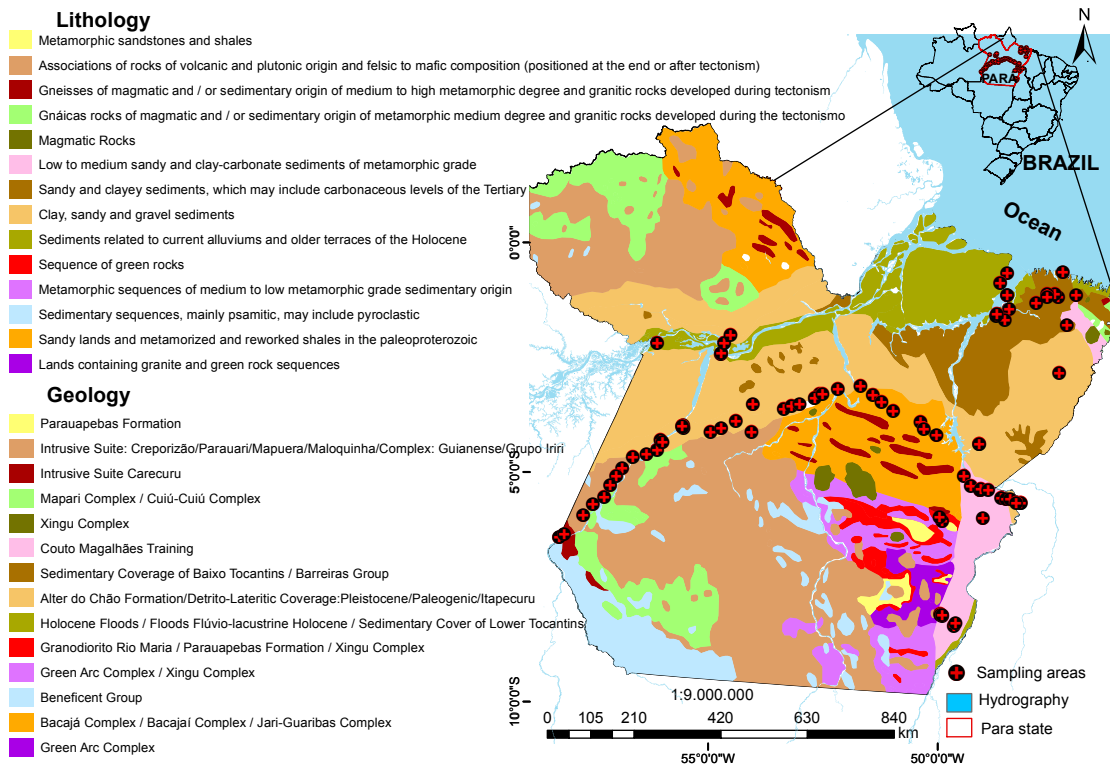 Lithology
Metamorphic sandstones and shales
Associations of rocks of volcanic and plutonic origin and felsic to mafic composition (positioned at the end or after tectonism)
Gneisses of magmatic and / or sedimentary origin of medium to high metamorphic degree and granitic rocks developed during tectonism
Gnáicas rocks of magmatic and / or sedimentary origin of metamorphic medium degree and granitic rocks developed during the tectonismo
Magmatic Rocks
Low to medium sandy and clay-carbonate sediments of metamorphic grade
Sandy and clayey sediments, which may include carbonaceous levels of the Tertiary
Clay, sandy and gravel sediments
Sediments related to current alluviums and older terraces of the Holocene
Sequence of green rocks
Metamorphic sequences of medium to low metamorphic grade sedimentary origin
Sedimentary sequences, mainly psamitic, may include pyroclastic
Sandy lands and metamorized and reworked shales in the paleoproterozoic
Lands containing granite and green rock sequences
Geology
Parauapebas Formation
Intrusive Suite: Creporizão/Parauari/Mapuera/Maloquinha/Complex: Guianense/Grupo Iriri
Intrusive Suite Carecuru
Mapari Complex / Cuiú-Cuiú Complex
Xingu Complex
Couto Magalhães Training
Sedimentary Coverage of Baixo Tocantins / Barreiras Group
Alter do Chão Formation/Detrito-Lateritic Coverage:Pleistocene/Paleogenic/Itapecuru
Holocene Floods / Floods Flúvio-lacustrine Holocene / Sedimentary Cover of Lower Tocantins
Granodiorito Rio Maria / Parauapebas Formation / Xingu Complex
Green Arc Complex / Xingu Complex
Beneficent Group
Bacajá Complex / Bacajaí Complex / Jari-Guaribas Complex
Green Arc Complex
N
PARA
BRAZIL
Ocean
0°0'0"
5°0'0"S
10°0'0"S
Sampling areas
Hydrography
Para state
1:9.000.000
0 105 210 420 630 840
km
55°0'0"W 50°0'0"W